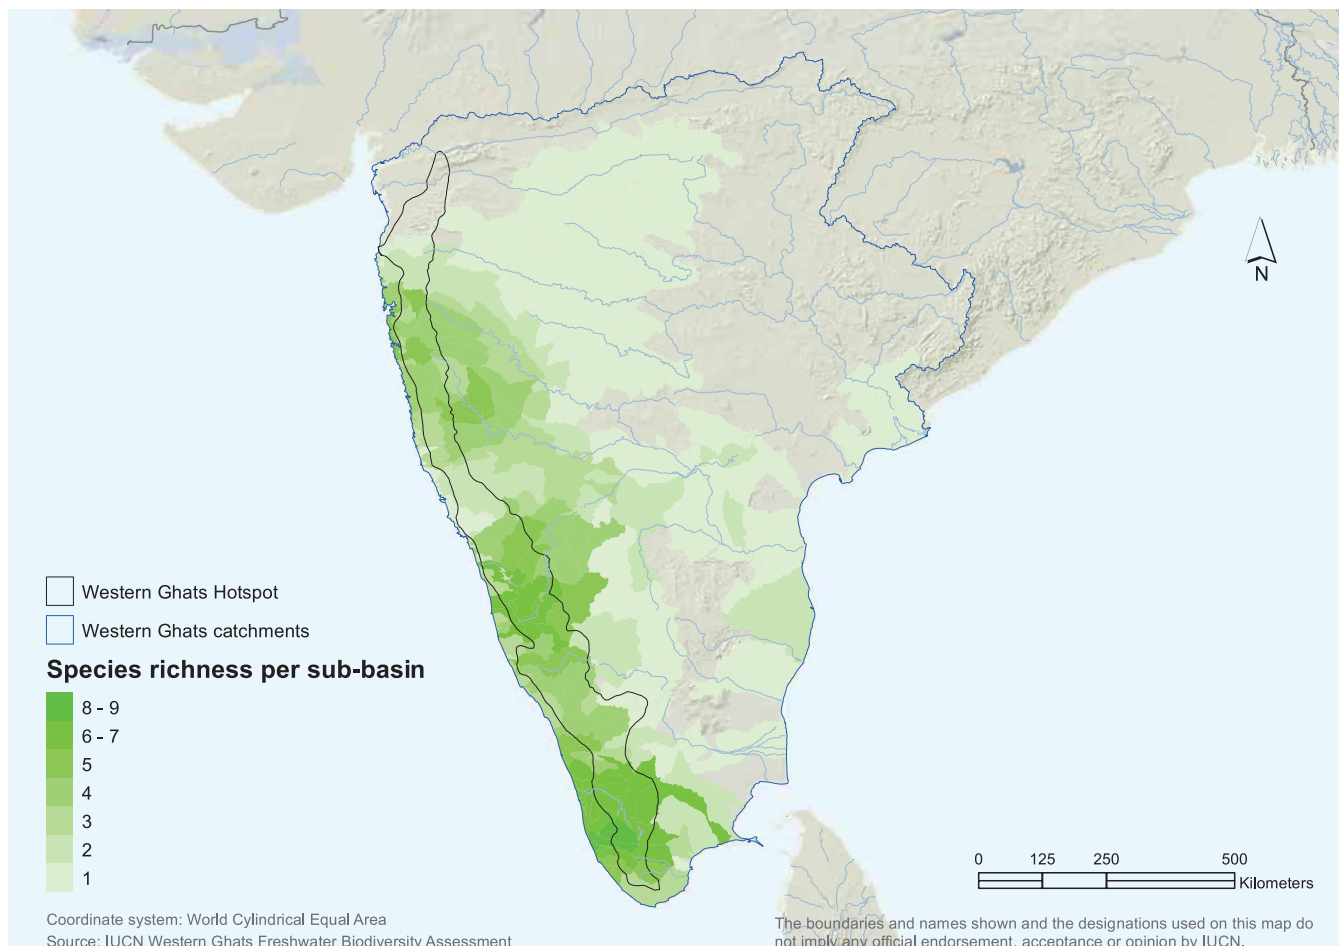 N
Western Ghats Hotspot
Western Ghats catchments
Species richness per sub-basin
8 - 9
6 - 7
5
4
3
2
1
0 125 250 500
Kilometers
Coordinate system: World Cylindrical Equal Area
Source: IUCN Western Ghats Freshwater Biodiversity Assessment
The boundaries and names shown and the designations used on this map do
not imply any official endorsement, acceptance or opinion by IUCN.